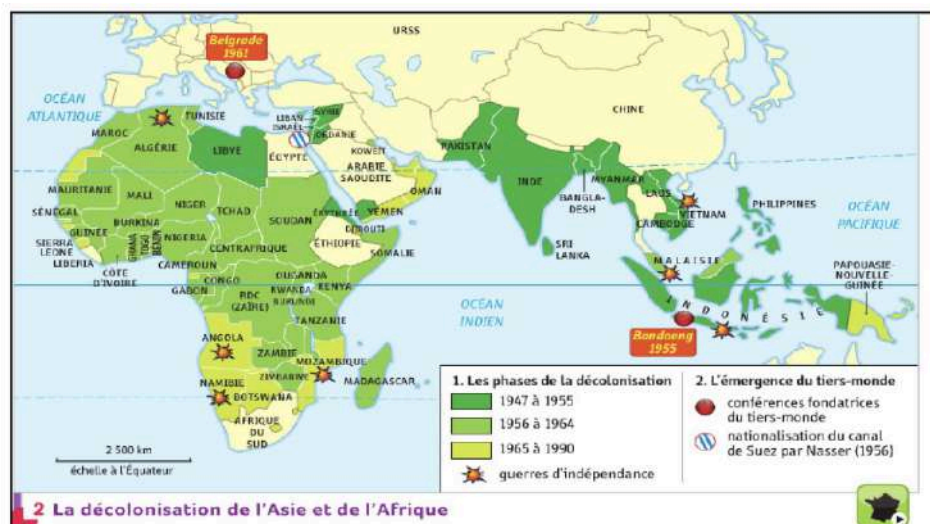 Belgrade
1961
URSS
OCÉAN
ATLANTIQUE
CHINE
TUNISIE
MAROC
ALGÉRIE
LIBYE
ÉGYPTE
LIBAN
SYRIE
ISRAËL
JORDANIE
KOWEIT
ARABIE
SAOUDITE
OMAN
YÉMEN
PAKISTAN
INDE
BANGLA-
DESH
MYANMAR
LAOS
VIETNAM
CAMBODGE
PHILIPPINES
OCÉAN
PACIFIQUE
MAURITANIE
MALI
NIGER
TCHAD
SOUDAN
ÉRYTHRÉE
DJIBOUTI
SÉNÉGAL
GUINÉE
BURKINA
SIERRA
LEONE
LIBERIA
CÔTE
D'IVOIRE
GHANA
TOGO
BÉNIN
NIGERIA
CENTRAFRIQUE
ÉTHIOPIE
SOMALIE
CAMEROUN
GABON
CONGO
OUGANDA
KENYA
RWANDA
BURUNDI
RDC
(ZAÏRE)
TANZANIE
SRI
LANKA
MALAISIE
INDONÉSIE
PAPOUASIE-
NOUVELLE-
GUINÉE
OCÉAN
INDIEN
Bandoeng
1955
ANGOLA
ZAMBIE
MOZAMBIQUE
ZIMBABWE
MADAGASCAR
NAMIBIE
BOTSWANA
AFRIQUE
DU
SUD
2 500 km
échelle à l'Équateur
1. Les phases de la décolonisation
1947 à 1955
1956 à 1964
1965 à 1990
guerres d'indépendance
2. L'émergence du tiers-monde
conférences fondatrices
du tiers-monde
nationalisation du canal
de Suez par Nasser (1956)
2 La décolonisation de l'Asie et de l'Afrique